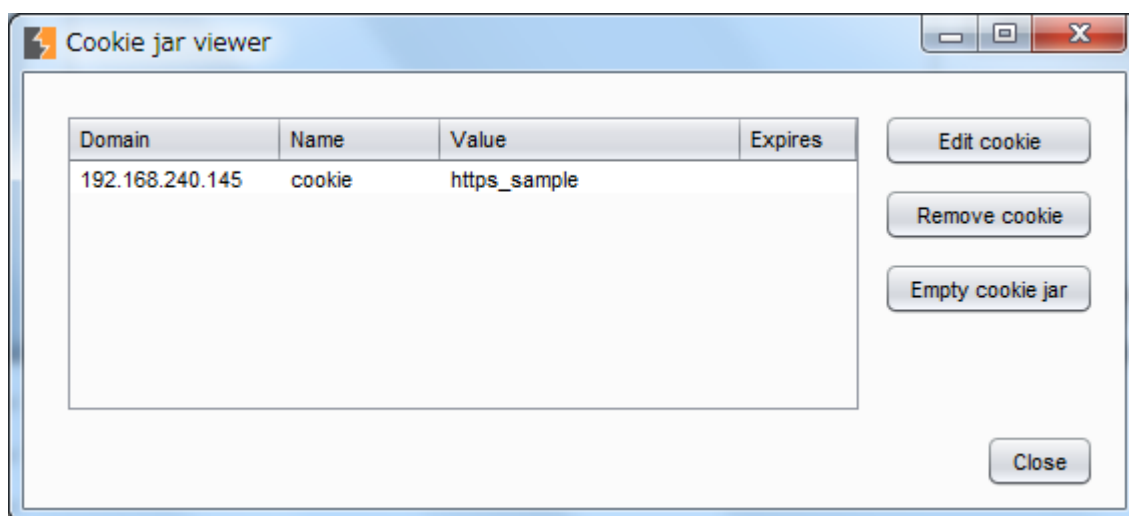 Cookie jar viewer
Domain Name Value Expires
192.168.240.145 cookie https_sample
Edit cookie
Remove cookie
Empty cookie jar
Close